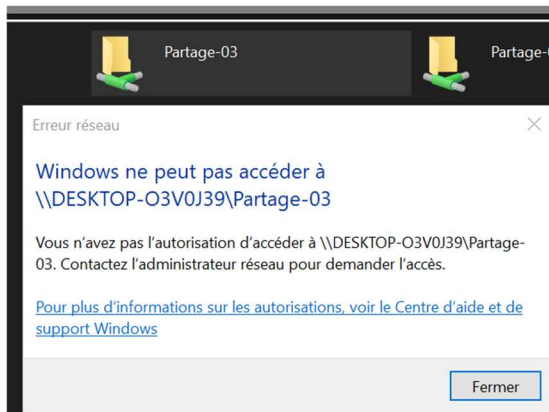 Partage-03
Partage-
Erreur réseau
Windows ne peut pas accéder à
\\DESKTOP-O3V0J39\Partage-03
Vous n'avez pas l'autorisation d'accéder à \\DESKTOP-O3V0J39\Partage-
03. Contactez l'administrateur réseau pour demander l'accès.
Pour plus d'informations sur les autorisations, voir le Centre d'aide et de
support Windows
Fermer